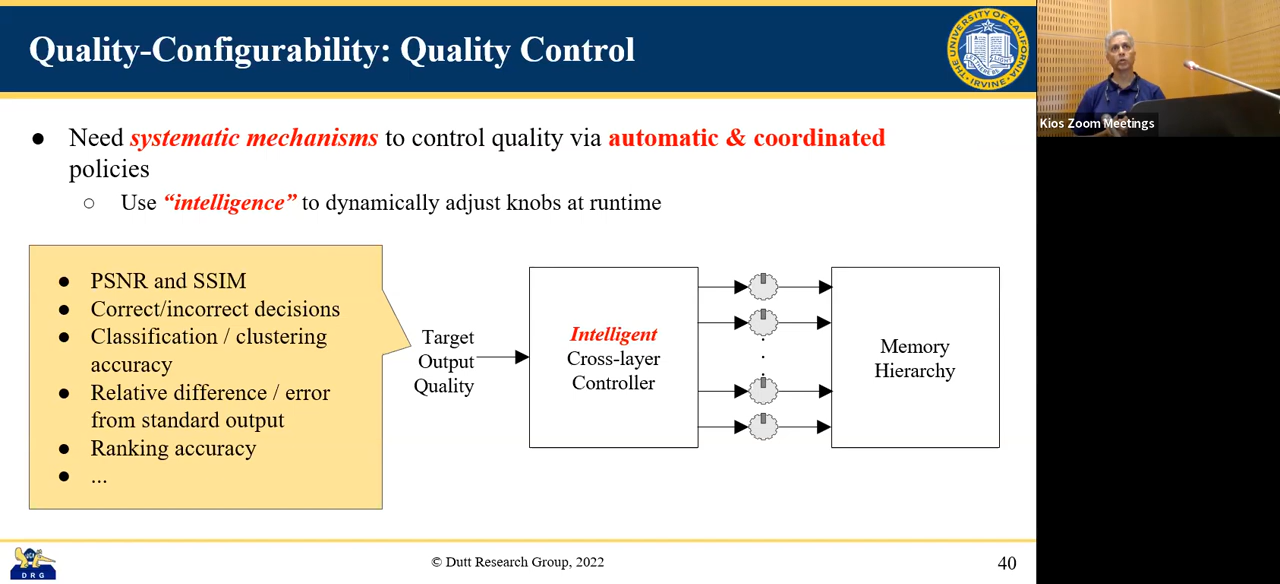 Quality-Configurability: Quality Control
● Need systematic mechanisms to control quality via automatic & coordinated
policies
○ Use “intelligence” to dynamically adjust knobs at runtime
● PSNR and SSIM
● Correct/incorrect decisions
● Classification / clustering
accuracy
● Relative difference / error
from standard output
● Ranking accuracy
● ...
Target
Output
Quality
Intelligent
Cross-layer
Controller
Memory
Hierarchy
UNIVERSITY OF CALIFORNIA
IRVINE
Kios Zoom Meetings
DRG
© Dutt Research Group, 2022
40